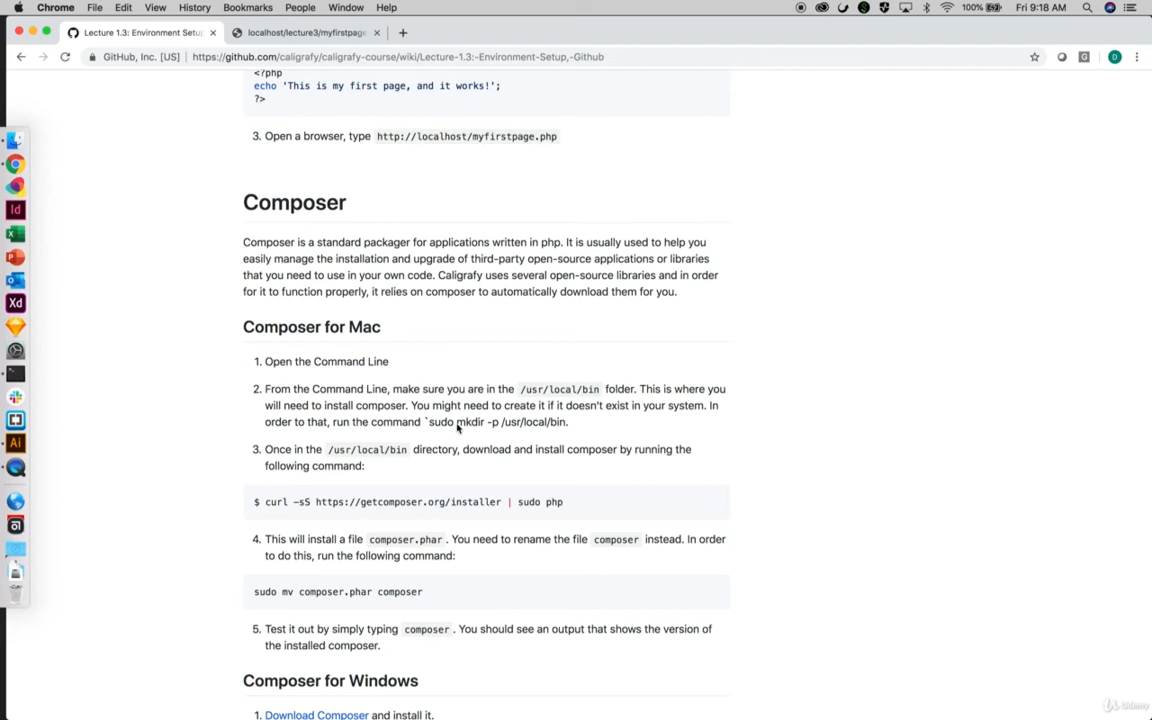 Chrome File Edit View History Bookmarks People Window Help 100% Fri 9:18 AM
Lecture 1.3: Environment Setu localhost/lecture3/myfirstpage
GitHub, Inc. [US] https://github.com/caligrafy/caligrafy-course/wiki/Lecture-1.3:-Environment-Setup,-Github D
<?php
echo 'This is my first page, and it works!';
?>
3. Open a browser, type http://localhost/myfirstpage.php
Composer
Composer is a standard packager for applications written in php. It is usually used to help you
easily manage the installation and upgrade of third-party open-source applications or libraries
that you need to use in your own code. Caligrafy uses several open-source libraries and in order
for it to function properly, it relies on composer to automatically download them for you.
Composer for Mac
1. Open the Command Line
2. From the Command Line, make sure you are in the /usr/local/bin folder. This is where you
will need to install composer. You might need to create it if it doesn't exist in your system. In
order to that, run the command `sudo mkdir -p /usr/local/bin.
3. Once in the /usr/local/bin directory, download and install composer by running the
following command:
$ curl -sS https://getcomposer.org/installer | sudo php
4. This will install a file composer.phar . You need to rename the file composer instead. In order
to do this, run the following command:
sudo mv composer.phar composer
5. Test it out by simply typing composer . You should see an output that shows the version of
the installed composer.
Composer for Windows
1. Download Composer and install it.
Id
Xd
Ai
Udemy